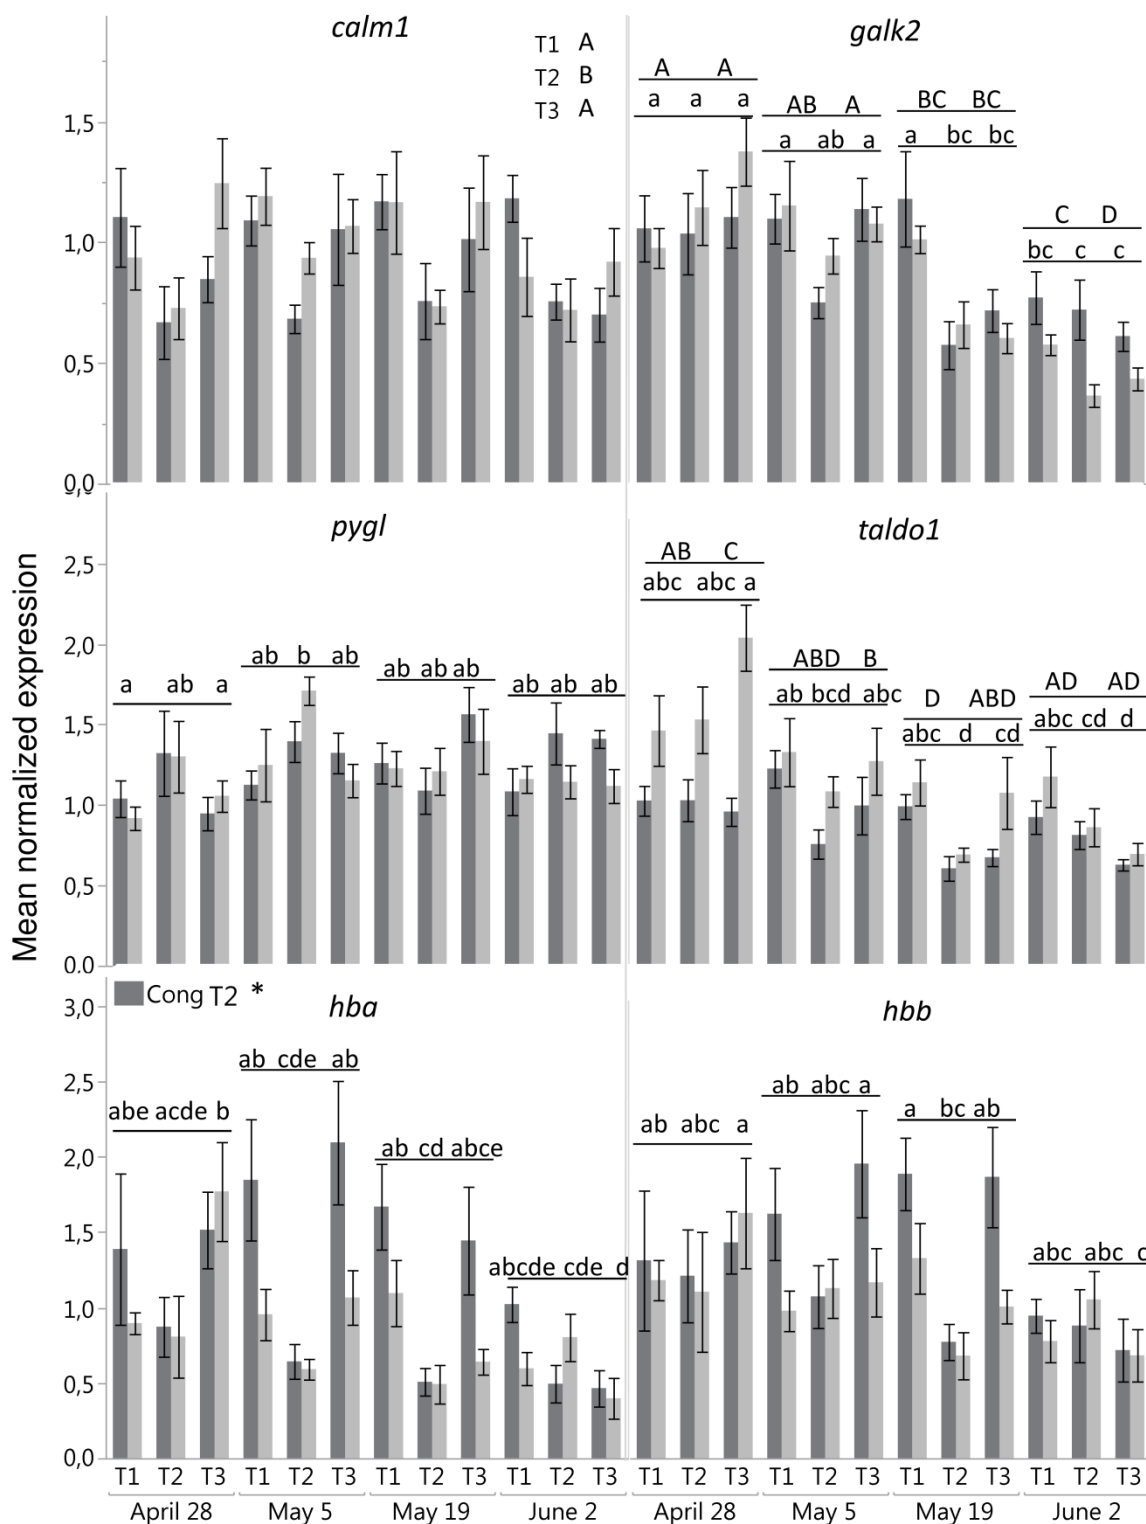 calm1
T1 A
T2 B
T3 A
galk2
A A
a a a
AB A
a ab a
BC BC
a bc bc
C D
bc c c
1,5
1,0
0,5
0,0
Mean normalized expression
pygl
a ab a
ab b ab
ab ab ab
ab ab ab
taldo1
AB C
abc abc a
ABD B
ab bcd abc
D ABD
abc d cd
AD AD
abc cd d
2,5
2,0
1,5
1,0
0,5
0.0
Cong T2 *
hba
abe acde b
ab cde ab
ab cd abce
abcde cde d
hbb
ab abc a
ab abc a
a bc ab
abc abc c
3,0
2,5
2,0
1,5
1,0
0,5
0,0
T1 T2 T3 T1 T2 T3 T1 T2 T3 T1 T2 T3 T1 T2 T3 T1 T2 T3 T1 T2 T3 T1 T2 T3
April 28 May 5 May 19 June 2 April 28 May 5 May 19 June 2